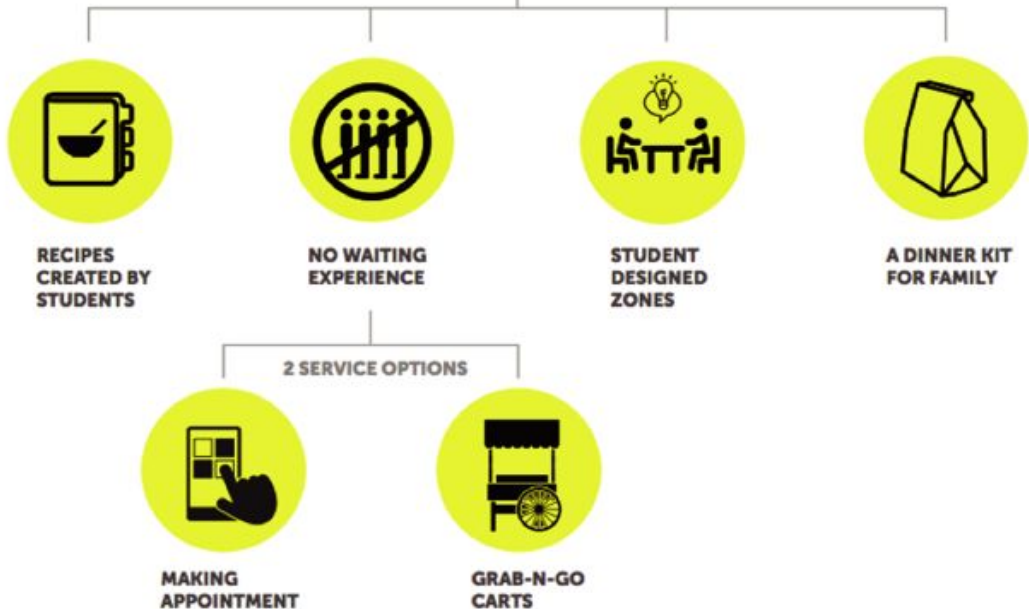 RECIPES
CREATED BY
STUDENTS
NO WAITING
EXPERIENCE
STUDENT
DESIGNED
ZONES
A DINNER KIT
FOR FAMILY
2 SERVICE OPTIONS
MAKING
APPOINTMENT
GRAB-N-GO
CARTS